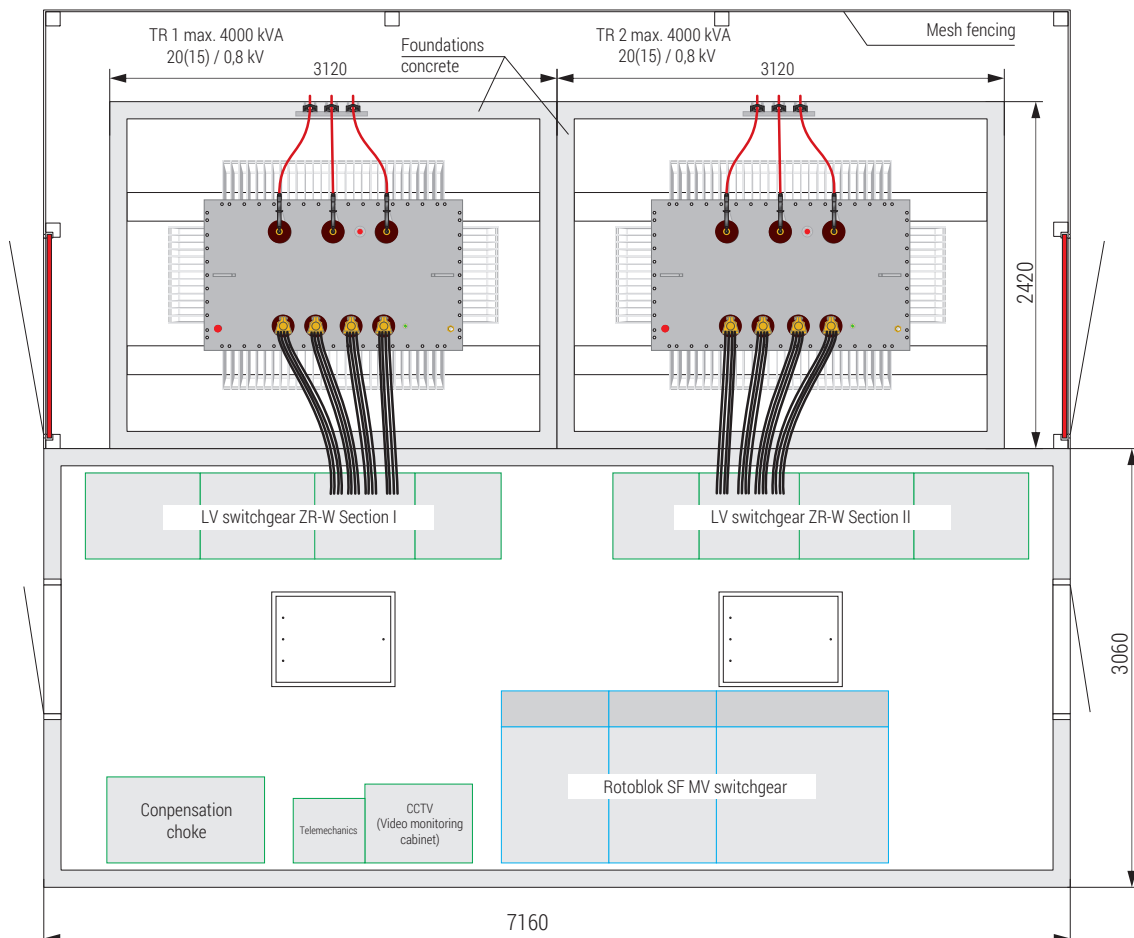 TR 1 max. 4000 kVA
20(15) / 0,8 kV
3120
Foundations
concrete
TR 2 max. 4000 kVA
20(15) / 0,8 kV
3120
Mesh fencing
2420
LV switchgear ZR-W Section I
LV switchgear ZR-W Section II
3060
Rotoblok SF MV switchgear
Conpensation
choke
Telemechanics
CCTV
(Video monitoring
cabinet)
7160